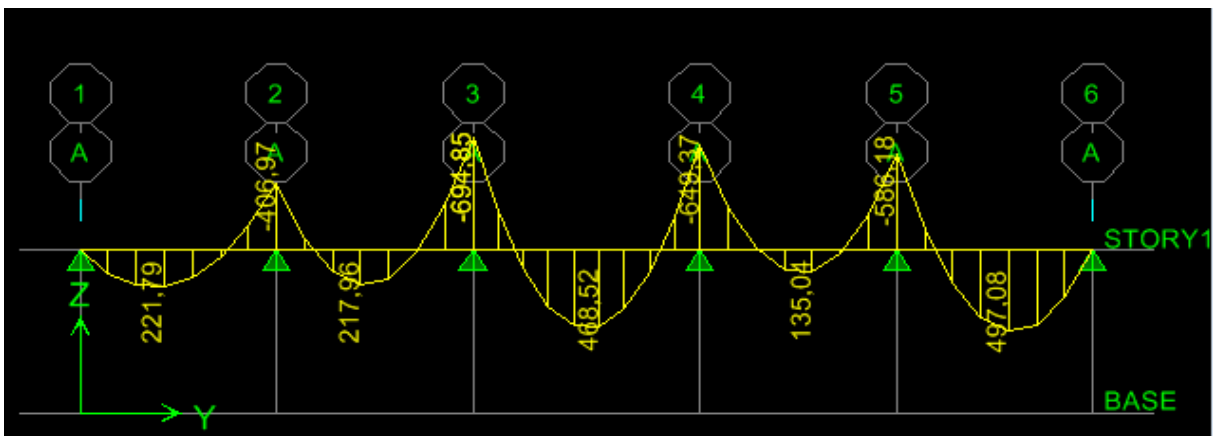 1 2 3 4 5 6
A A A A A A
-406,97 -694,85 -648,37 -586,18
STORY1
221,79 217,96 468,52 135,04 497,08
Z
BASE
Y